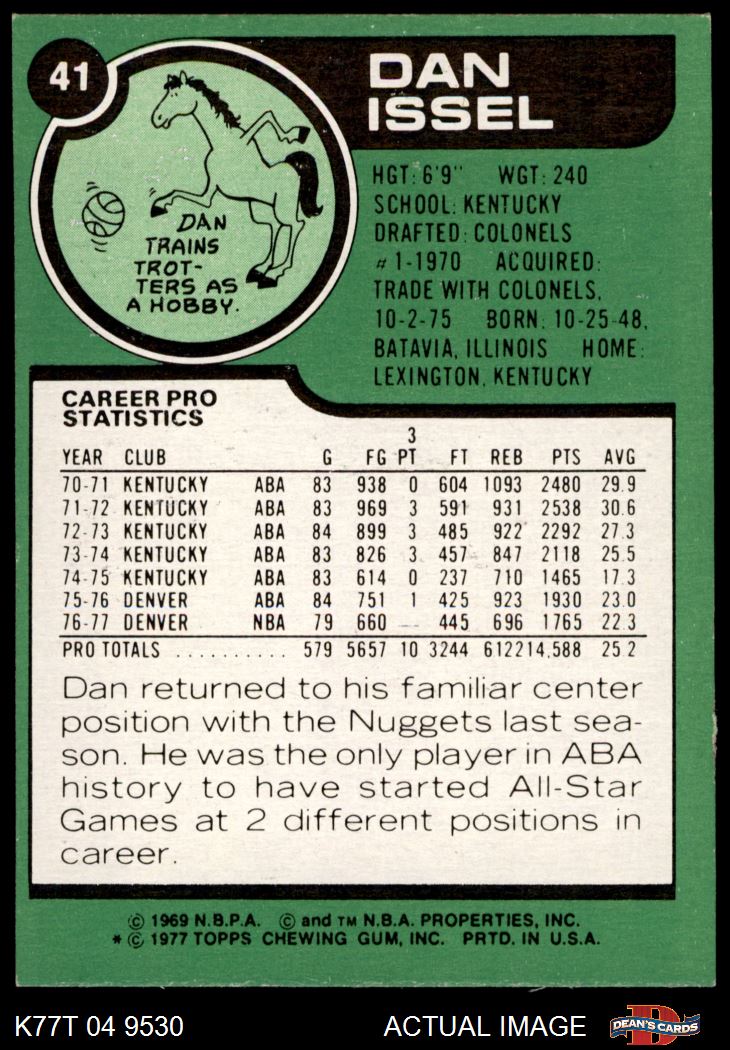 41
DAN
ISSEL
DAN
TRAINS
TROT-
TERS AS
A HOBBY.
HGT: 6'9" WGT: 240
SCHOOL: KENTUCKY
DRAFTED: COLONELS
#1-1970 ACQUIRED:
TRADE WITH COLONELS,
10-2-75 BORN: 10-25-48,
BATAVIA, ILLINOIS HOME:
LEXINGTON, KENTUCKY
CAREER PRO
STATISTICS
3
YEAR CLUB G FG PT FT REB PTS AVG
70-71 KENTUCKY ABA 83 938 0 604 1093 2480 29.9
71-72 KENTUCKY ABA 83 969 3 591 931 2538 30.6
72-73 KENTUCKY ABA 84 899 3 485 922 2292 27.3
73-74 KENTUCKY ABA 83 826 3 457 847 2118 25.5
74-75 KENTUCKY ABA 83 614 0 237 710 1465 17.3
75-76 DENVER ABA 84 751 1 425 923 1930 23.0
76-77 DENVER NBA 79 660 — 445 696 1765 22.3
PRO TOTALS .......... 579 5657 10 3244 6122 14,588 25.2
Dan returned to his familiar center
position with the Nuggets last sea-
son. He was the only player in ABA
history to have started All-Star
Games at 2 different positions in
career.
© 1969 N.B.P.A. © and TM N.B.A. PROPERTIES, INC.
* © 1977 TOPPS CHEWING GUM, INC. PRTD. IN U.S.A.
K77T 04 9530 ACTUAL IMAGE DEAN'S CARDS